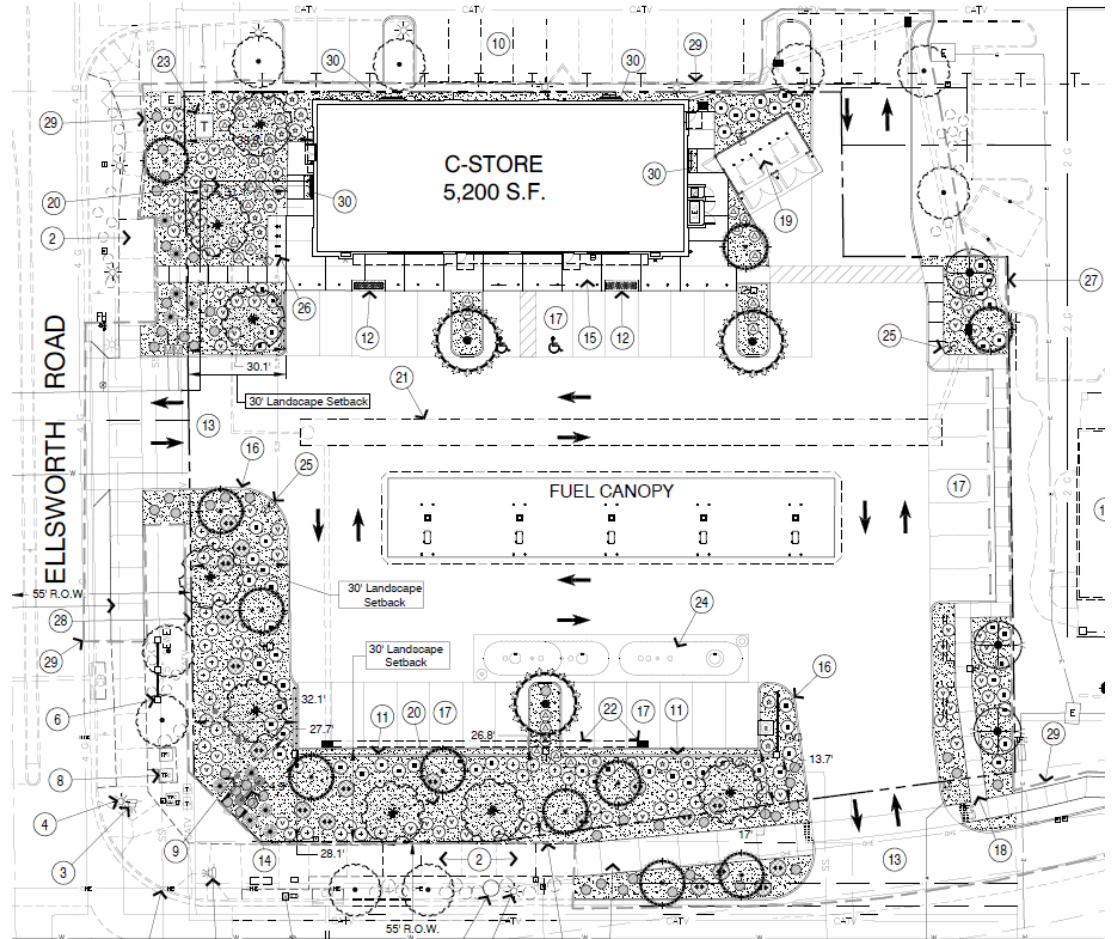 CATV
CATV
CATV
10
29
30
30
23
E
E
29
T
C-STORE
5,200 S.F.
30
30
E
19
20
2
26
27
12
17
15
12
25
30.1'
21
30' Landscape Setback
13
16
25
FUEL CANOPY
17
ELLSWORTH ROAD
30' Landscape
Setback
55' R.O.W.
28
24
29
30' Landscape
Setback
16
6
32.1'
27.7'
11
20
17
26.8'
22
17
11
E
29
13.7'
8
4
3
9
14
28.1'
2
17'
13
18
55' R.O.W.
CATV
CATV
CATV